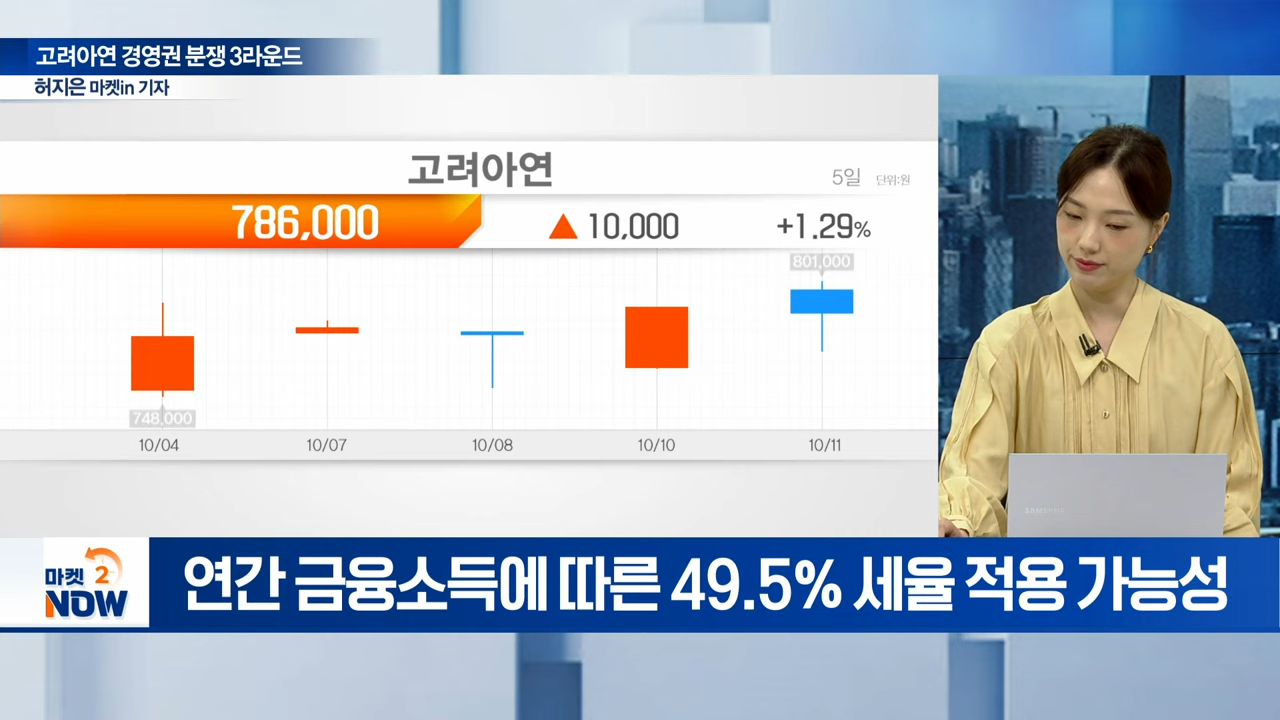 고려아연 경영권 분쟁 3라운드
허지은 마켓in 기자
고려아연
5일 단위:원
786,000 ▲ 10,000 +1.29%
801,000
748,000
10/04 10/07 10/08 10/10 10/11
SAMSUNG
마켓 2
NOW
연간 금융소득에 따른 49.5% 세율 적용 가능성